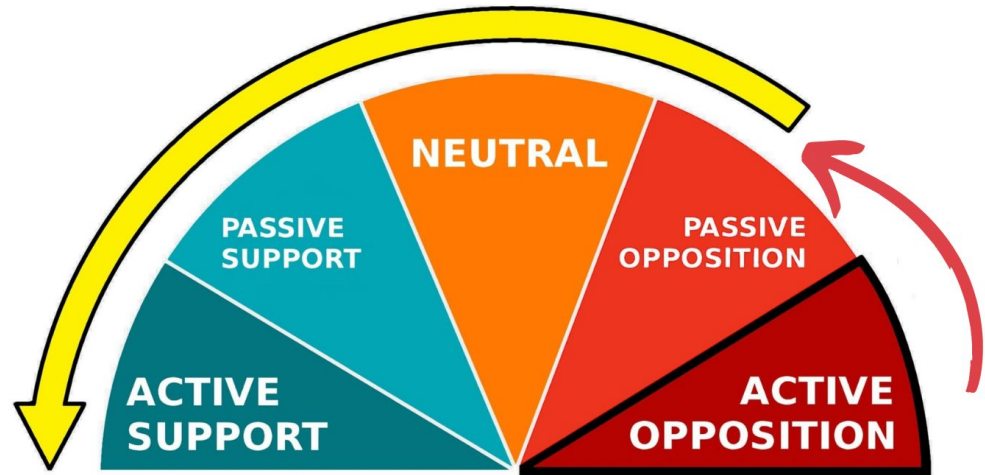 NEUTRAL
PASSIVE
SUPPORT
PASSIVE
OPPOSITION
ACTIVE
SUPPORT
ACTIVE
OPPOSITION